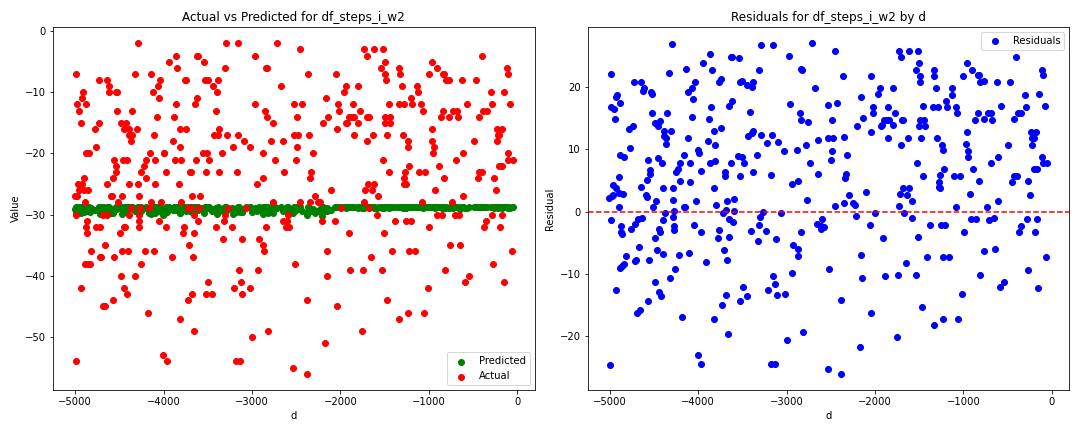 Actual vs Predicted for df_steps_i_w2
Value
0
−10
−20
−30
−40
−50
−5000
−4000
−3000
−2000
−1000
0
d
Predicted
Actual
Residuals for df_steps_i_w2 by d
Residual
20
10
0
−10
−20
−5000
−4000
−3000
−2000
−1000
0
d
Residuals